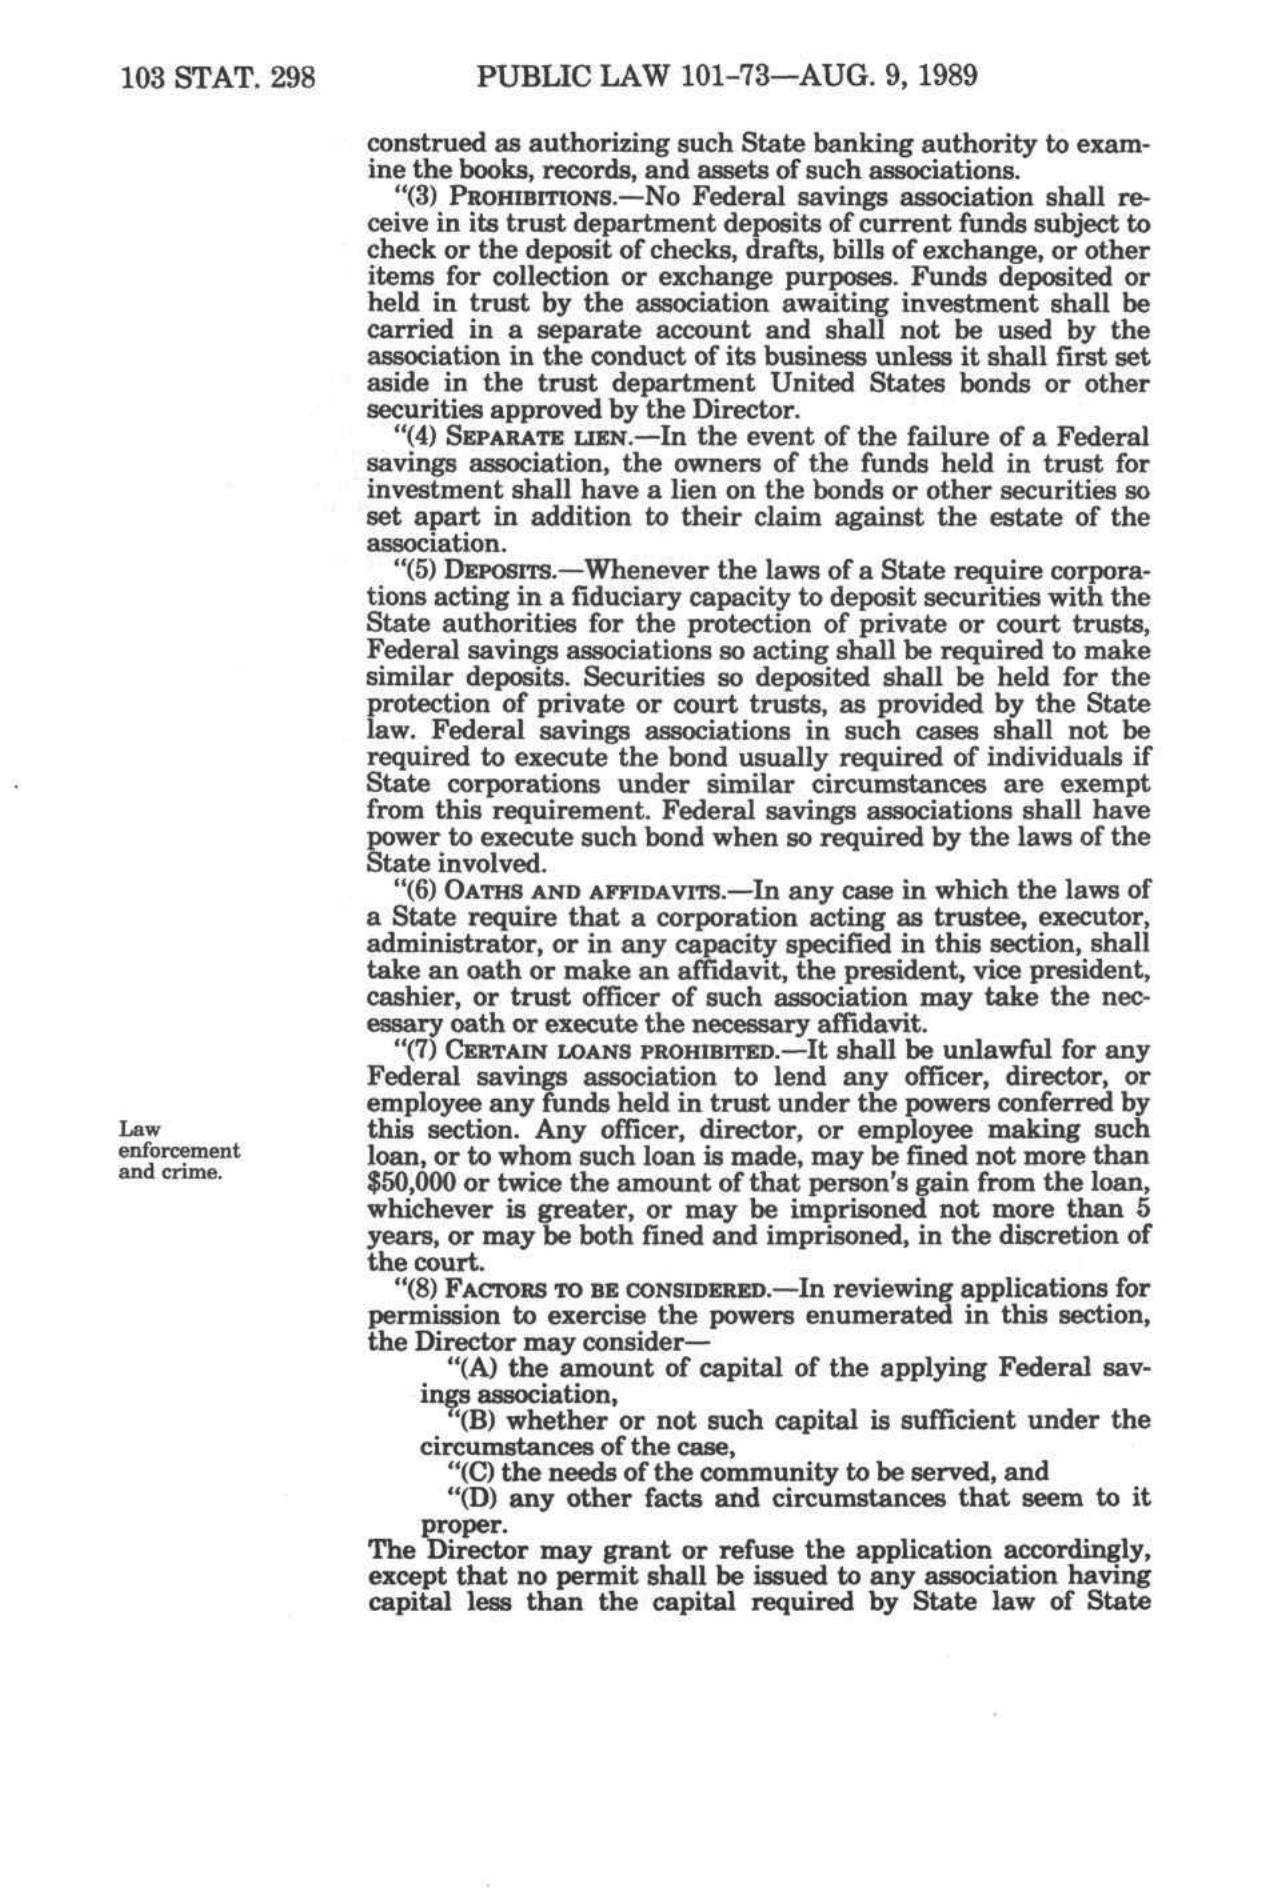 103 STAT. 298 PUBLIC LAW 101-73—AUG. 9, 1989
construed as authorizing such State banking authority to exam-
ine the books, records, and assets of such associations.
"(3) PROHIBITIONS.—No Federal savings association shall re-
ceive in its trust department deposits of current funds subject to
check or the deposit of checks, drafts, bills of exchange, or other
items for collection or exchange purposes. Funds deposited or
held in trust by the association awaiting investment shall be
carried in a separate account and shall not be used by the
association in the conduct of its business unless it shall first set
aside in the trust department United States bonds or other
securities approved by the Director.
"(4) SEPARATE LIEN.—In the event of the failure of a Federal
savings association, the owners of the funds held in trust for
investment shall have a lien on the bonds or other securities so
set apart in addition to their claim against the estate of the
association.
"(5) DEPOSITS.—Whenever the laws of a State require corpora-
tions acting in a fiduciary capacity to deposit securities with the
State authorities for the protection of private or court trusts,
Federal savings associations so acting shall be required to make
similar deposits. Securities so deposited shall be held for the
protection of private or court trusts, as provided by the State
law. Federal savings associations in such cases shall not be
required to execute the bond usually required of individuals if
State corporations under similar circumstances are exempt
from this requirement. Federal savings associations shall have
power to execute such bond when so required by the laws of the
State involved.
"(6) OATHS AND AFFIDAVITS.—In any case in which the laws of
a State require that a corporation acting as trustee, executor,
administrator, or in any capacity specified in this section, shall
take an oath or make an affidavit, the president, vice president,
cashier, or trust officer of such association may take the nec-
essary oath or execute the necessary affidavit.
"(7) CERTAIN LOANS PROHIBITED.—It shall be unlawful for any
Federal savings association to lend any officer, director, or
employee any funds held in trust under the powers conferred by
this section. Any officer, director, or employee making such
loan, or to whom such loan is made, may be fined not more than
$50,000 or twice the amount of that person's gain from the loan,
whichever is greater, or may be imprisoned not more than 5
years, or may be both fined and imprisoned, in the discretion of
the court.
Law
enforcement
and crime.
"(8) FACTORS TO BE CONSIDERED.—In reviewing applications for
permission to exercise the powers enumerated in this section,
the Director may consider—
"(A) the amount of capital of the applying Federal sav-
ings association,
"(B) whether or not such capital is sufficient under the
circumstances of the case,
"(C) the needs of the community to be served, and
"(D) any other facts and circumstances that seem to it
proper.
The Director may grant or refuse the application accordingly,
except that no permit shall be issued to any association having
capital less than the capital required by State law of State